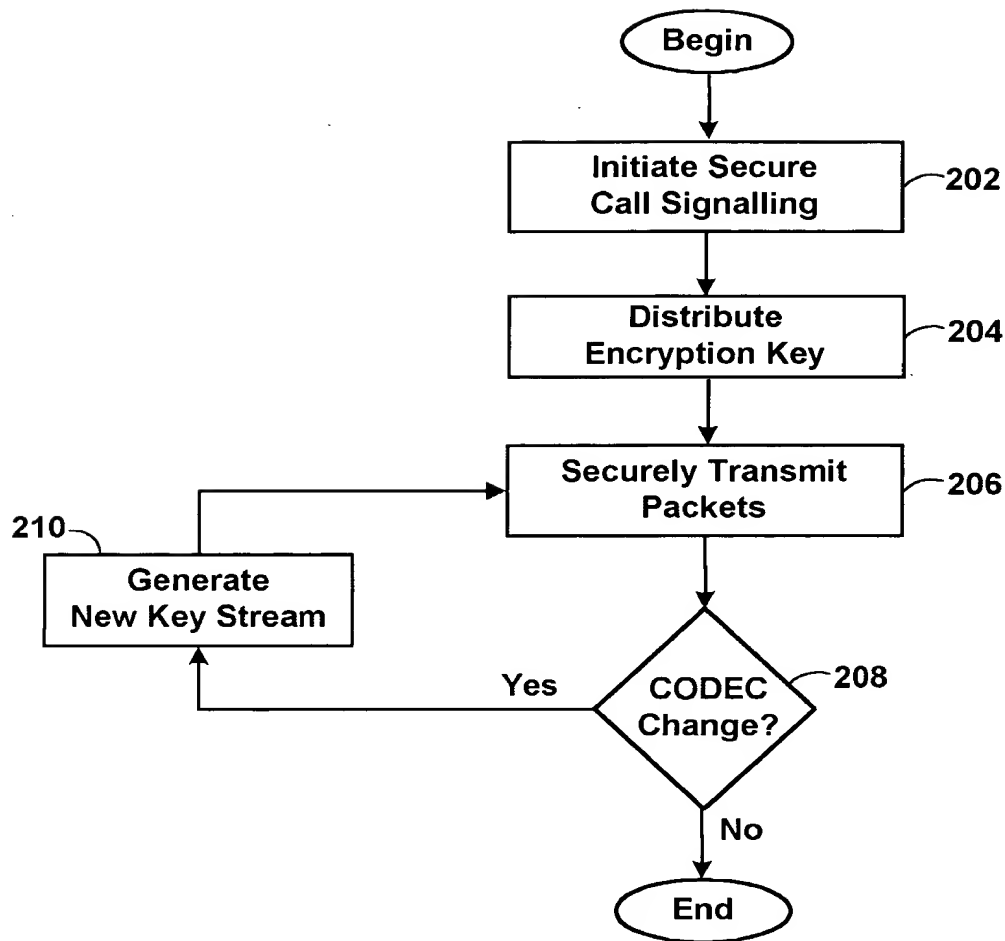 Begin
Initiate Secure
Call Signalling
202
Distribute
Encryption Key
204
Securely Transmit
Packets
206
210
Generate
New Key Stream
CODEC
Change?
208
Yes
No
End